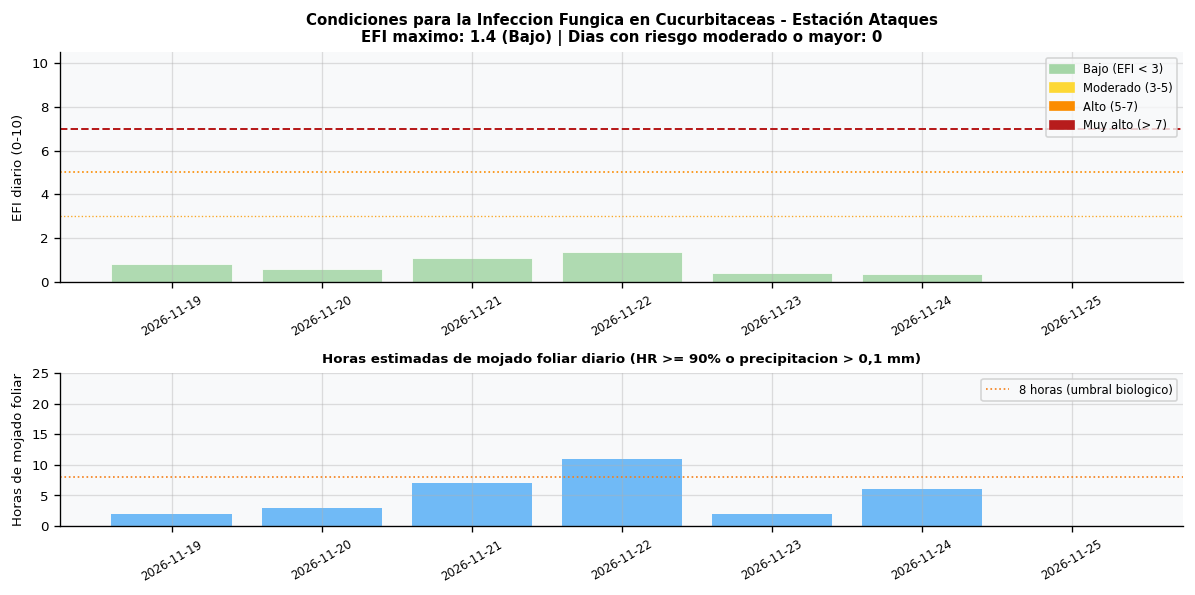 Condiciones para la Infeccion Fungica en Cucurbitaceas - Estación Ataques
EFI maximo: 1.4 (Bajo) | Dias con riesgo moderado o mayor: 0
EFI diario (0-10)
10
8
6
4
2
0
Bajo (EFI < 3)
Moderado (3-5)
Alto (5-7)
Muy alto (> 7)
2026-11-19
2026-11-20
2026-11-21
2026-11-22
2026-11-23
2026-11-24
2026-11-25
Horas estimadas de mojado foliar diario (HR >= 90% o precipitacion > 0,1 mm)
Horas de mojado foliar
25
20
15
10
5
0
8 horas (umbral biologico)
2026-11-19
2026-11-20
2026-11-21
2026-11-22
2026-11-23
2026-11-24
2026-11-25